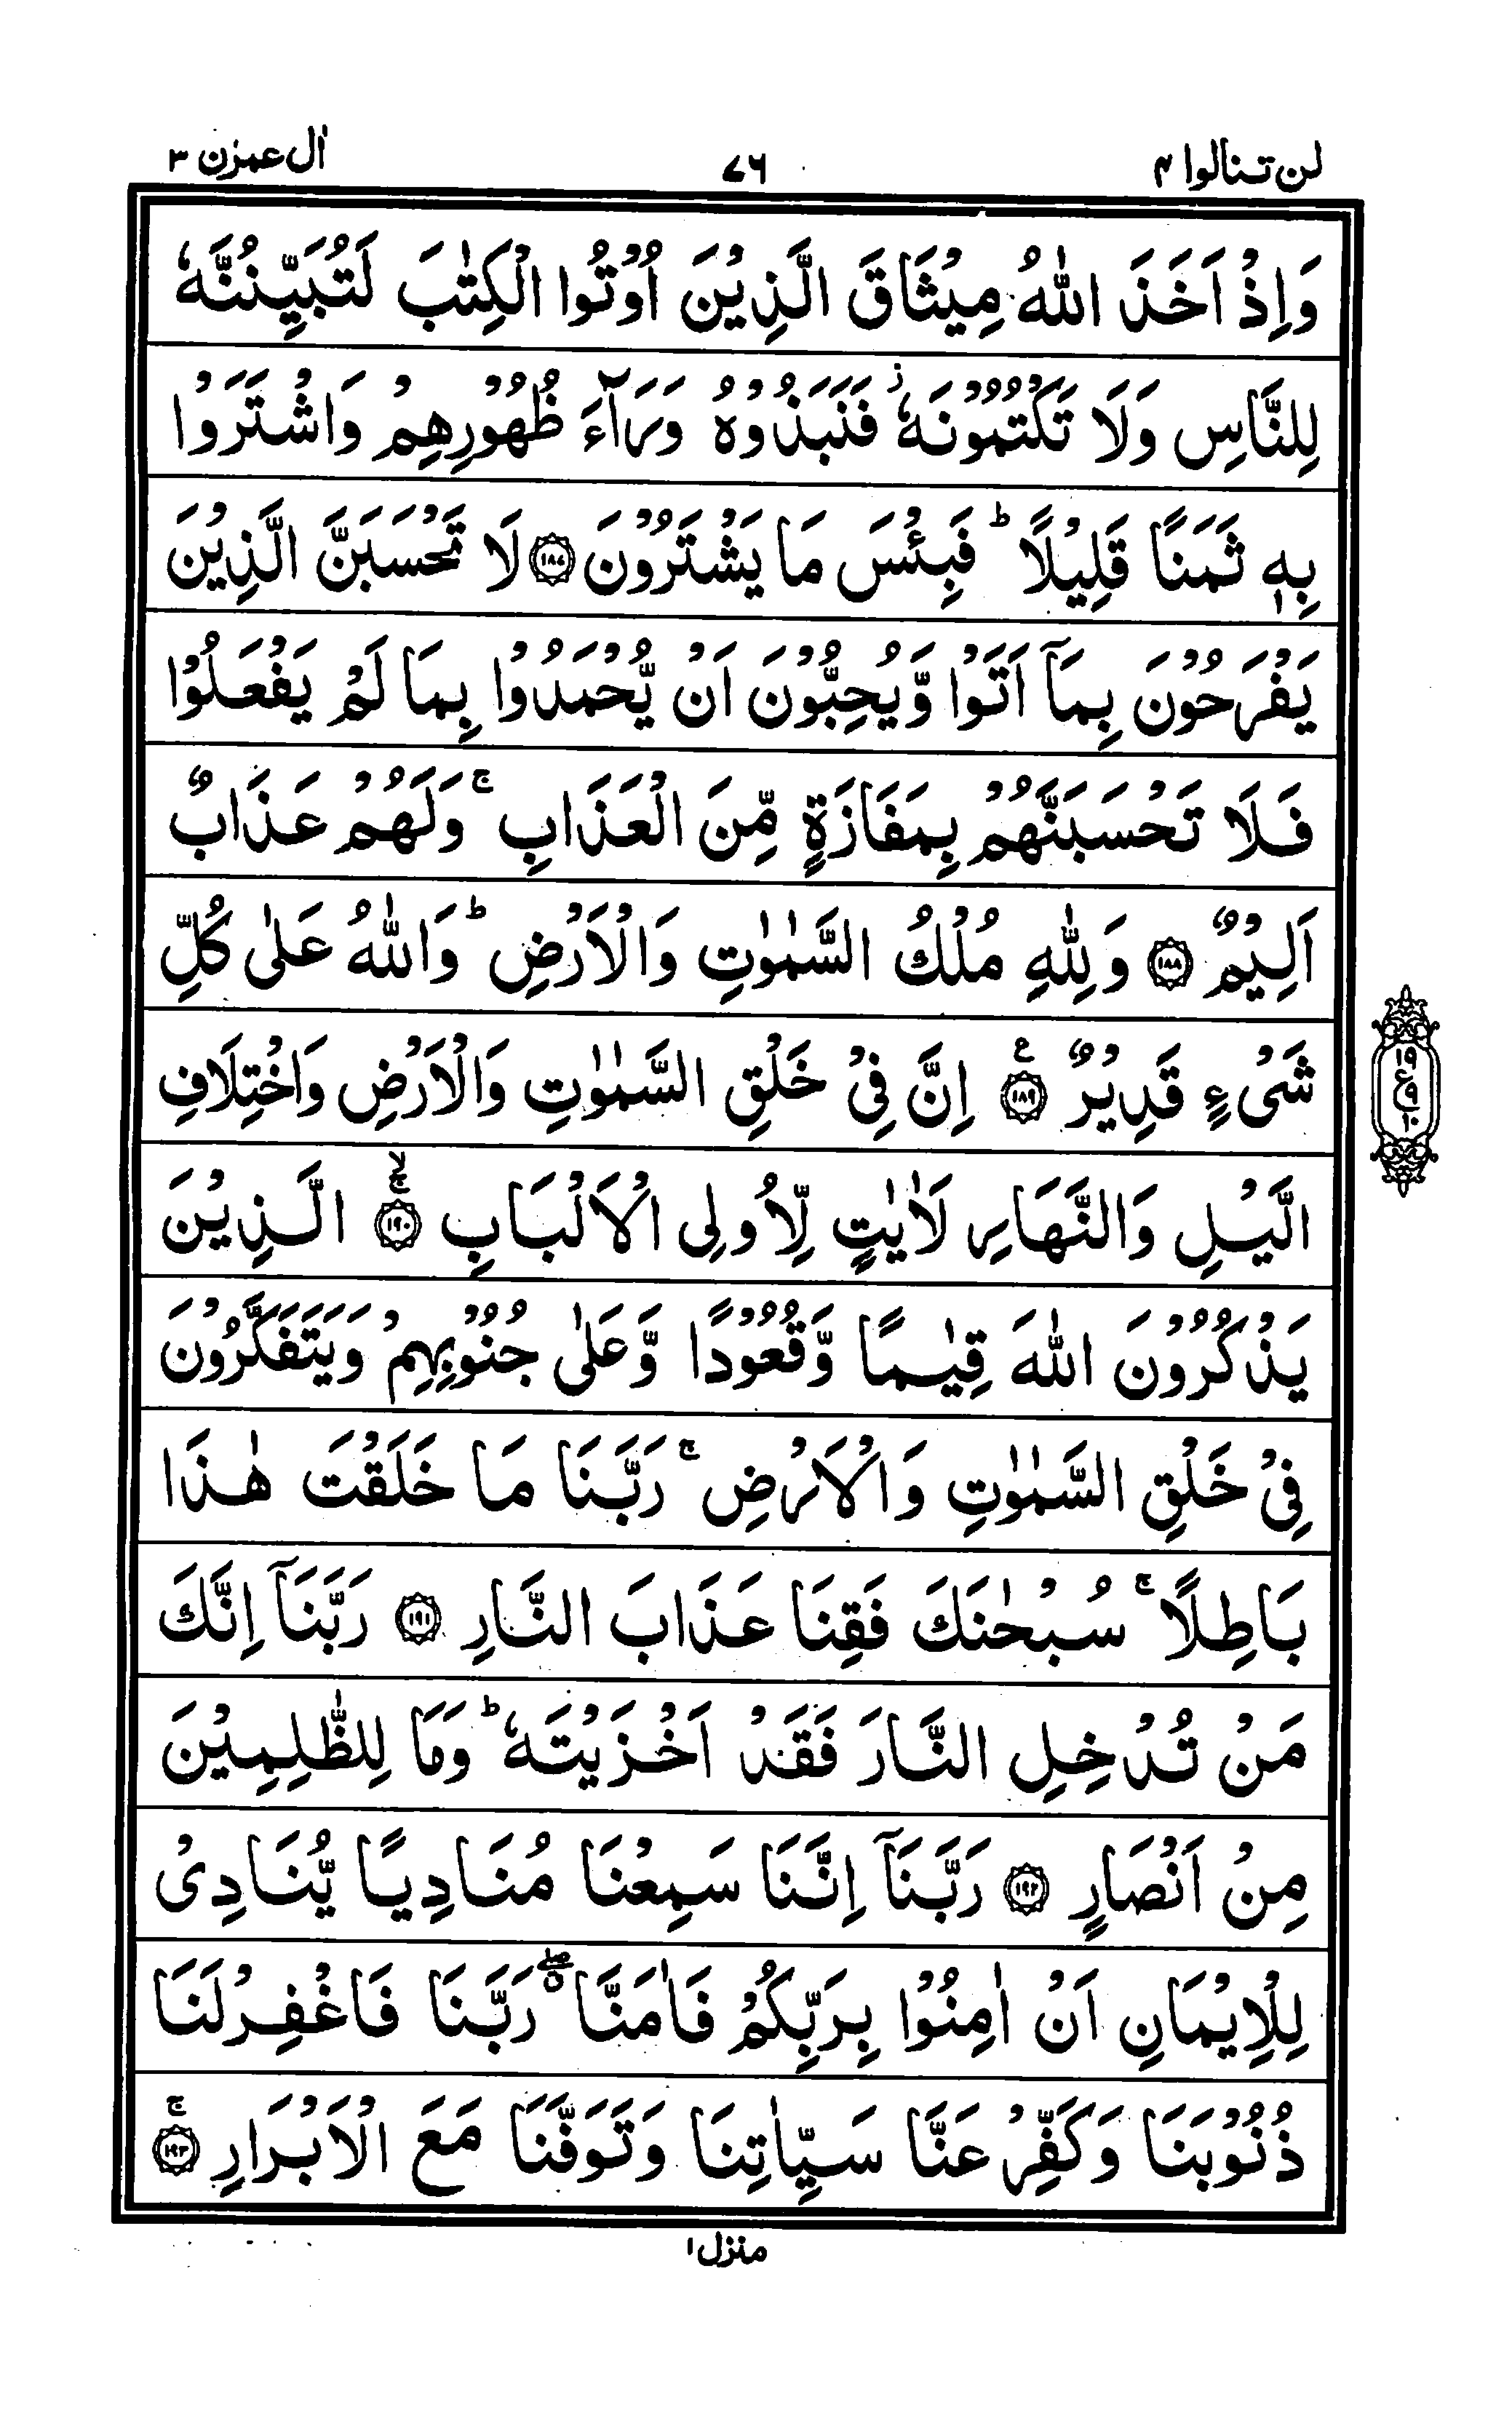 لن تنالوا ۴ ۷۶ اٰل عمرٰن ۳
وَاِذْ اَخَذَ اللّٰهُ مِيْثَاقَ الَّذِيْنَ اُوْتُوا الْكِتٰبَ لَتُبَيِّنُنَّهٗ
لِلنَّاسِ وَلَا تَكْتُمُوْنَهٗ ؗ فَنَبَذُوْهُ وَرَآءَ ظُهُوْرِهِمْ وَاشْتَرَوْا
بِهٖ ثَمَنًا قَلِيْلًا ؕ فَبِئْسَ مَا يَشْتَرُوْنَ ۝۱۸۷ لَا تَحْسَبَنَّ الَّذِيْنَ
يَفْرَحُوْنَ بِمَاۤ اَتَوْا وَّيُحِبُّوْنَ اَنْ يُّحْمَدُوْا بِمَا لَمْ يَفْعَلُوْا
فَلَا تَحْسَبَنَّهُمْ بِمَفَازَةٍ مِّنَ الْعَذَابِ ۚ وَلَهُمْ عَذَابٌ
اَلِيْمٌ ۝۱۸۸ وَلِلّٰهِ مُلْكُ السَّمٰوٰتِ وَالْاَرْضِ ؕ وَاللّٰهُ عَلٰى كُلِّ
شَيْءٍ قَدِيْرٌ ۝۱۸۹ ع اِنَّ فِيْ خَلْقِ السَّمٰوٰتِ وَالْاَرْضِ وَاخْتِلَافِ
۱۹
ع ۹
۱۰
الَّيْلِ وَالنَّهَارِ لَاٰيٰتٍ لِّاُولِى الْاَلْبَابِ ۝۱۹۰ ۚۙ الَّذِيْنَ
يَذْكُرُوْنَ اللّٰهَ قِيٰمًا وَّقُعُوْدًا وَّعَلٰى جُنُوْبِهِمْ وَيَتَفَكَّرُوْنَ
فِيْ خَلْقِ السَّمٰوٰتِ وَالْاَرْضِ ۚ رَبَّنَا مَا خَلَقْتَ هٰذَا
بَاطِلًا ۚ سُبْحٰنَكَ فَقِنَا عَذَابَ النَّارِ ۝۱۹۱ رَبَّنَاۤ اِنَّكَ
مَنْ تُدْخِلِ النَّارَ فَقَدْ اَخْزَيْتَهٗ ؕ وَمَا لِلظّٰلِمِيْنَ
مِنْ اَنْصَارٍ ۝۱۹۲ رَبَّنَاۤ اِنَّنَا سَمِعْنَا مُنَادِيًا يُّنَادِيْ
لِلْاِيْمَانِ اَنْ اٰمِنُوْا بِرَبِّكُمْ فَاٰمَنَّا ۖ ق رَبَّنَا فَاغْفِرْ لَنَا
ذُنُوْبَنَا وَكَفِّرْ عَنَّا سَيِّاٰتِنَا وَتَوَفَّنَا مَعَ الْاَبْرَارِ ۝۱۹۳ ۚ
منزل ۱